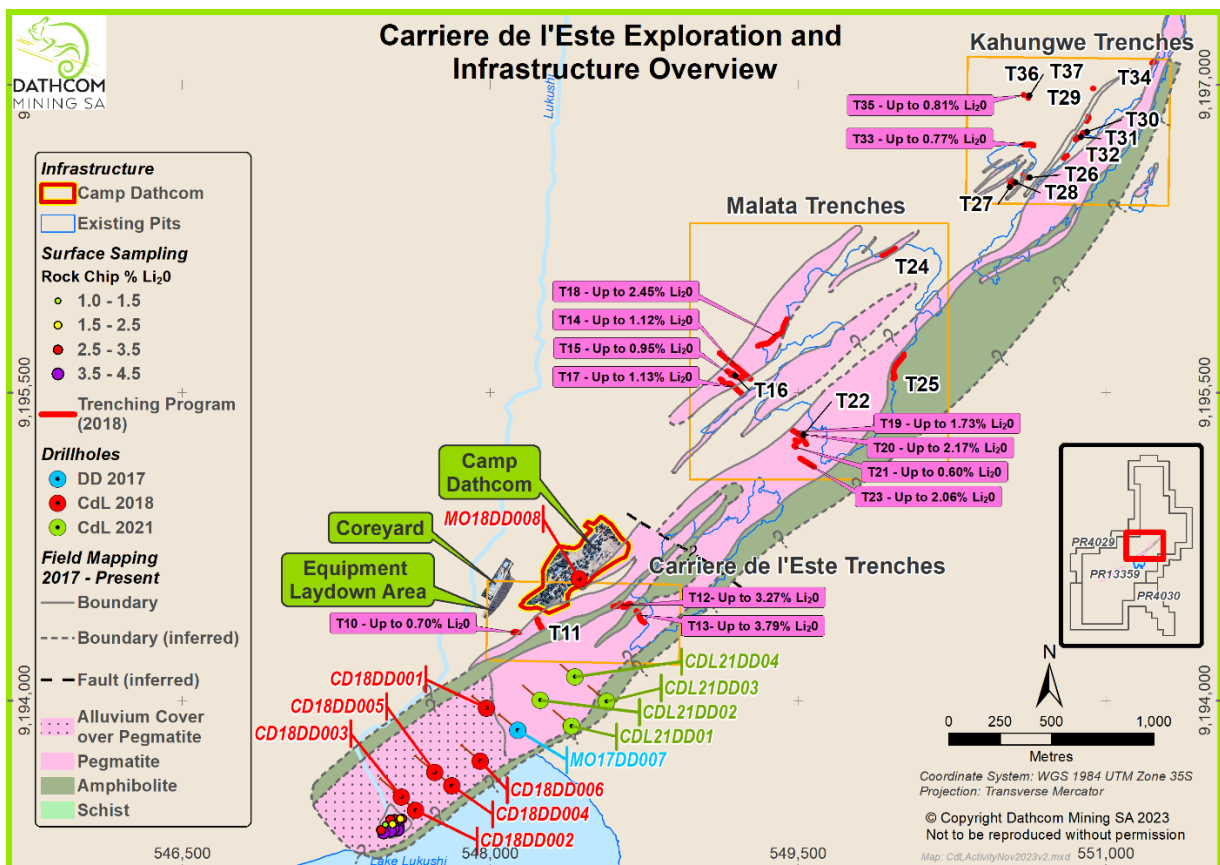 Carriere de l'Este Exploration and
Infrastructure Overview
DATHCOM
MINING SA
Lukushi
Kahungwe Trenches
T36
T37
T34
T29
T35 - Up to 0.81% Li₂0
T30
T31
T33 - Up to 0.77% Li₂0
T32
T26
T28
T27
9,197,000
9,197,000
Malata Trenches
T24
T18 - Up to 2.45% Li₂0
T14 - Up to 1.12% Li₂0
T15 - Up to 0.95% Li₂0
T17 - Up to 1.13% Li₂0
T16
T25
T22
9,195,500
9,195,500
T19 - Up to 1.73% Li₂0
T20 - Up to 2.17% Li₂0
T21 - Up to 0.60% Li₂0
T23 - Up to 2.06% Li₂0
Infrastructure
Camp Dathcom
Existing Pits
Surface Sampling
Rock Chip % Li₂0
1.0 - 1.5
1.5 - 2.5
2.5 - 3.5
3.5 - 4.5
Trenching Program
(2018)
Drillholes
DD 2017
CdL 2018
CdL 2021
Field Mapping
2017 - Present
Boundary
Boundary (inferred)
Fault (inferred)
Alluvium Cover
over Pegmatite
Pegmatite
Amphibolite
Schist
Camp
Dathcom
MO18DD008
Coreyard
Equipment
Laydown Area
Carriere de l'Este Trenches
T12- Up to 3.27% Li₂0
T13- Up to 3.79% Li₂0
T10 - Up to 0.70% Li₂0
T11
CD18DD001
CD18DD005
CD18DD003
CDL21DD04
CDL21DD03
CDL21DD02
CDL21DD01
MO17DD007
CD18DD006
CD18DD004
CD18DD002
9,194,000
9,194,000
Lake Lukushi
PR4029
PR13359
PR4030
N
0 250 500 1,000
Metres
Coordinate System: WGS 1984 UTM Zone 35S
Projection: Transverse Mercator
© Copyright Dathcom Mining SA 2023
Not to be reproduced without permission
Map: CdLActivityNov2023v2.mxd
546,500
548,000
549,500
551,000